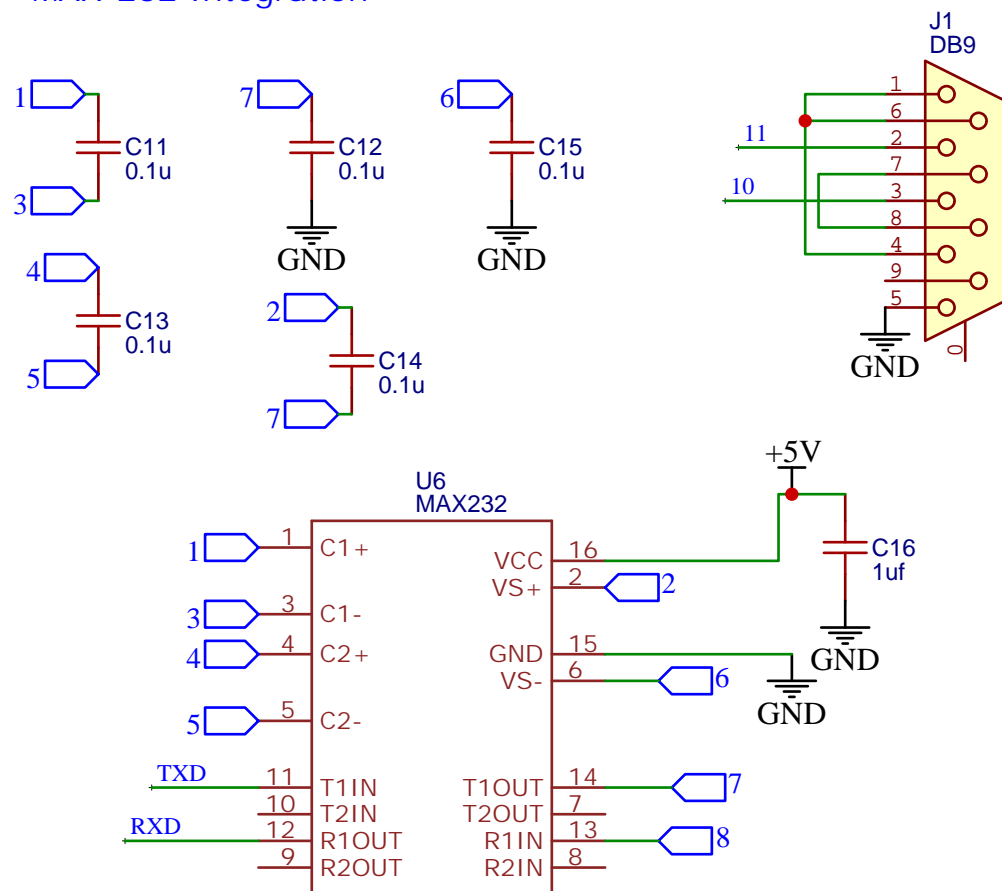 J1
DB9
1
3
C11
0.1u
7
C12
0.1u
GND
6
C15
0.1u
GND
11
10
1
6
2
7
3
8
4
9
5
0
GND
4
5
C13
0.1u
2
7
C14
0.1u
+5V
C16
1uf
GND
GND
U6
MAX232
1 1 C1+
3 3 C1-
4 4 C2+
5 5 C2-
TXD 11 T1IN
10 T2IN
RXD 12 R1OUT
9 R2OUT
VCC 16
VS+ 2 2
GND 15
VS- 6 6
T1OUT 14 7
T2OUT 7
R1IN 13 8
R2IN 8